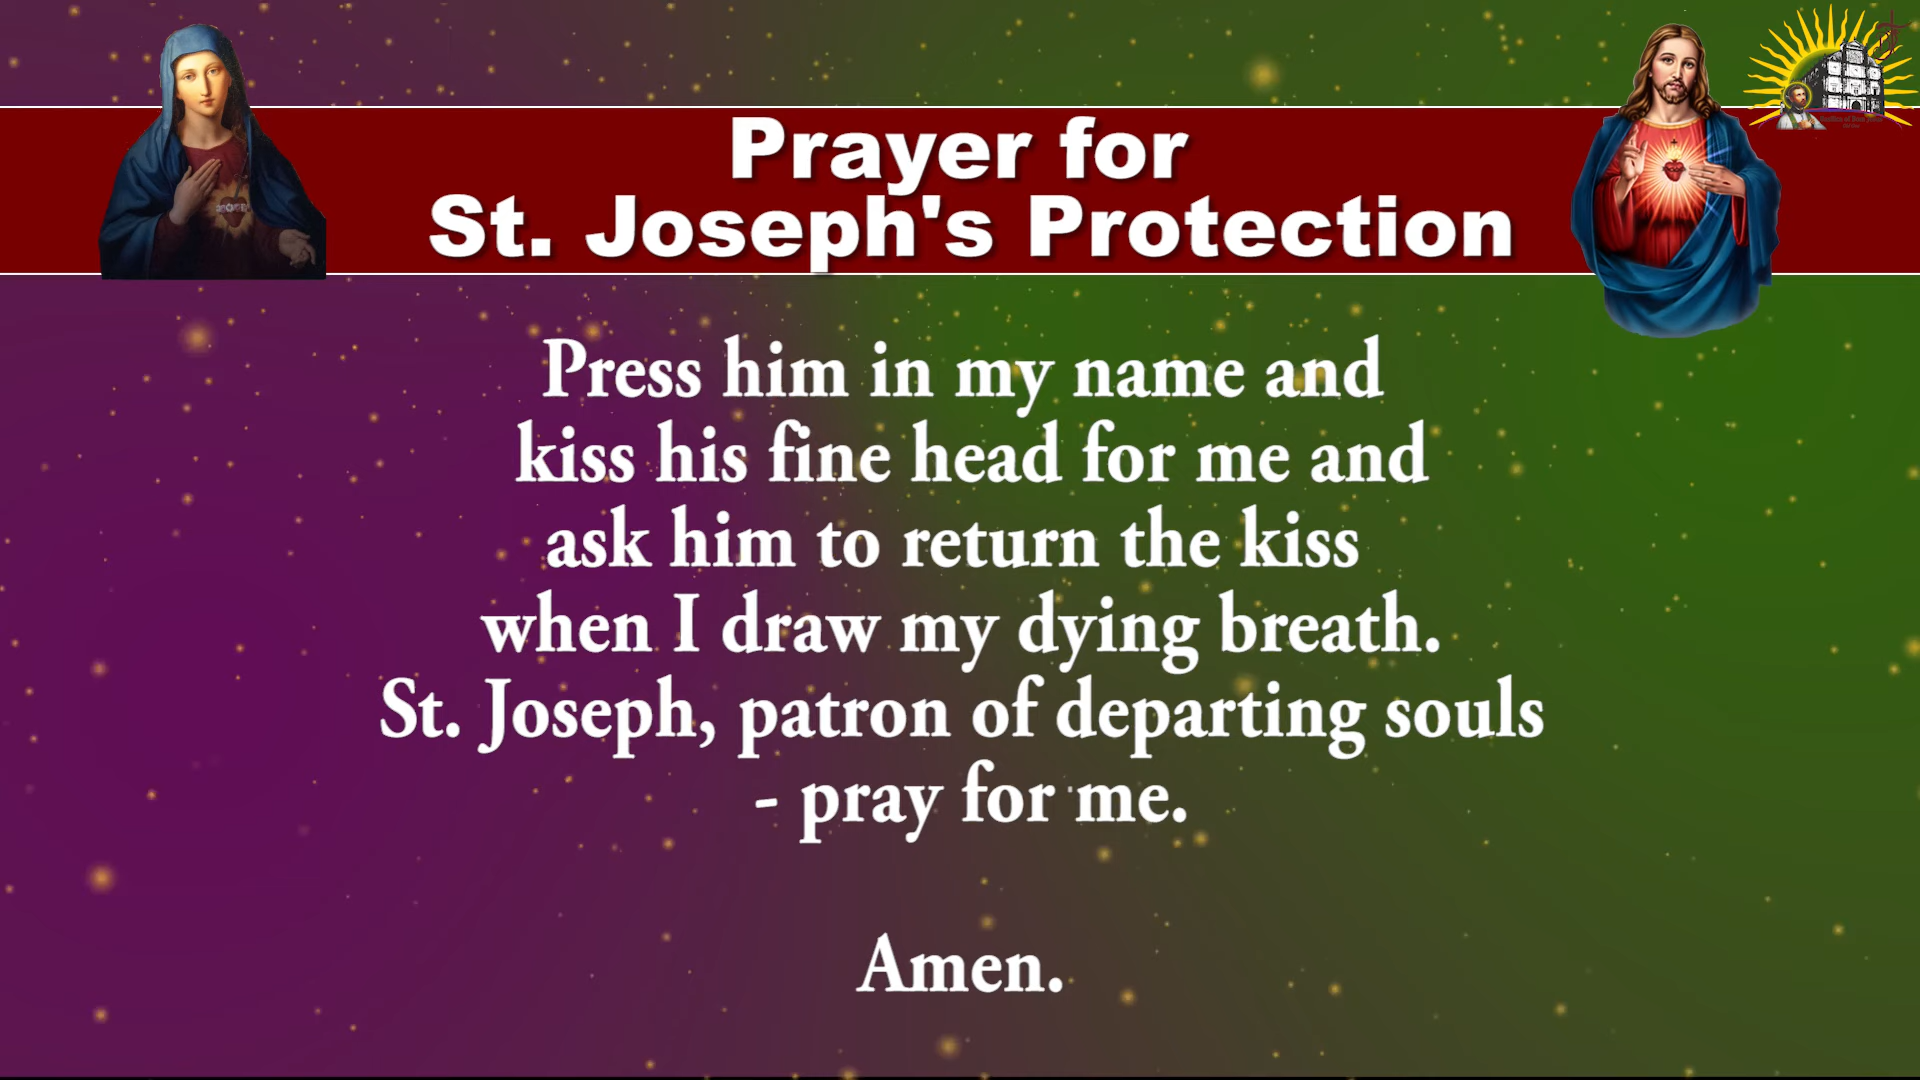 Prayer for
St. Joseph's Protection
Press him in my name and
kiss his fine head for me and
ask him to return the kiss
when I draw my dying breath.
St. Joseph, patron of departing souls
- pray for me.
Amen.